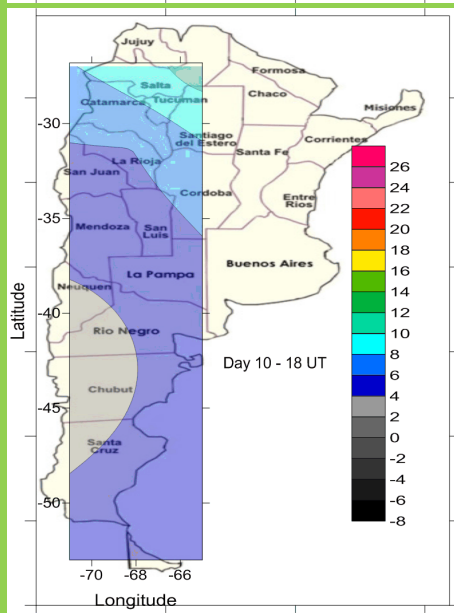 Jujuy
Formosa
Salta
Chaco
Catamarca
Tucuman
Misiones
-30
Santiago
del Estero
Corrientes
Santa Fe
La Rioja
San Juan
Cordoba
Entre
Rios
-35
Mendoza
San
Luis
Buenos Aires
La Pampa
Neuquen
Latitude
-40
Rio Negro
Day 10 - 18 UT
Chubut
-45
Santa
Cruz
-50
-70 -68 -66
Longitude
26
24
22
20
18
16
14
12
10
8
6
4
2
0
-2
-4
-6
-8